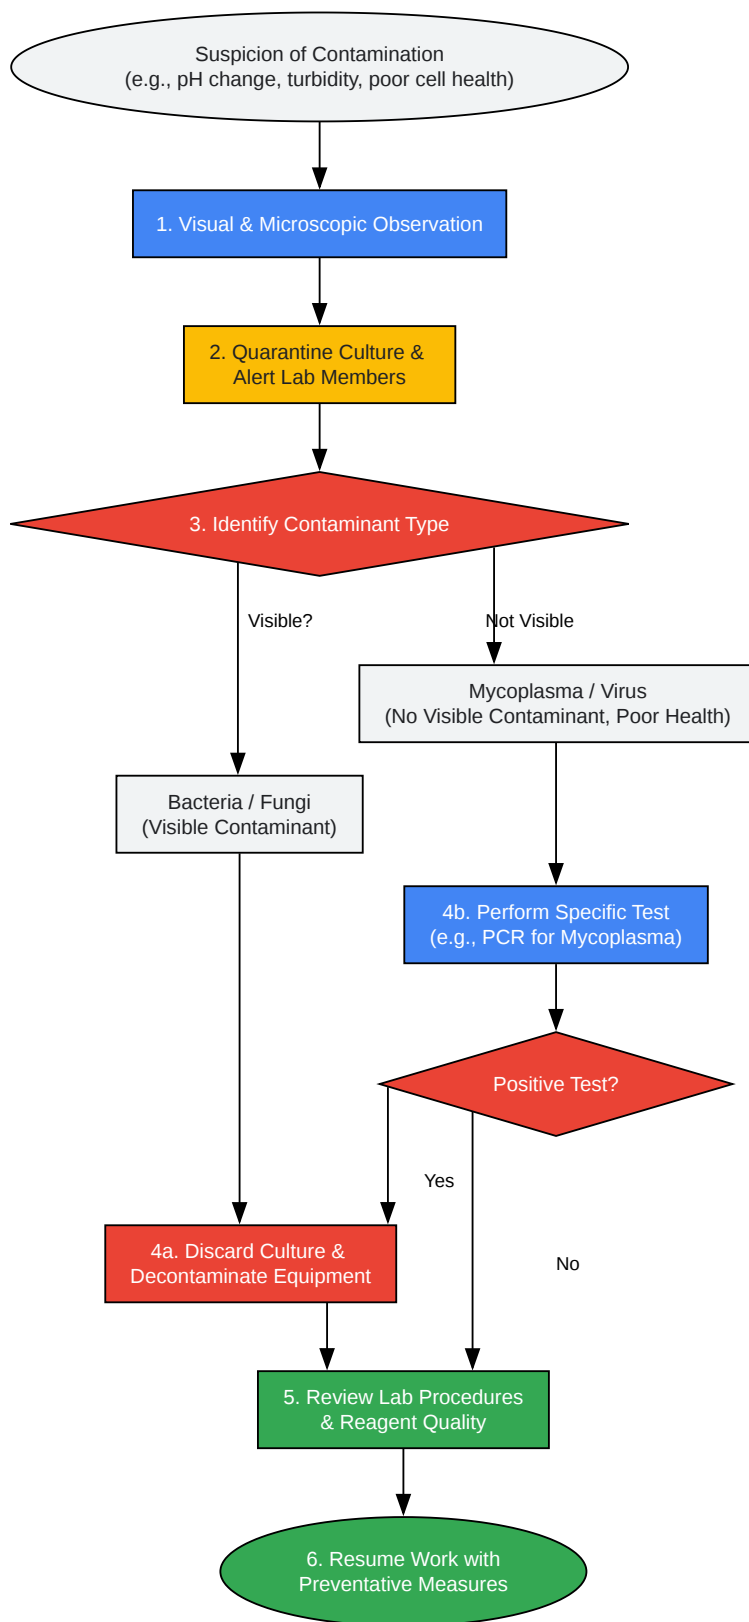 Suspicion of Contamination
(e.g., pH change, turbidity, poor cell health)
1. Visual & Microscopic Observation
2. Quarantine Culture &
Alert Lab Members
3. Identify Contaminant Type
Visible?
Not Visible
Mycoplasma / Virus
(No Visible Contaminant, Poor Health)
Bacteria / Fungi
(Visible Contaminant)
4b. Perform Specific Test
(e.g., PCR for Mycoplasma)
Positive Test?
Yes
4a. Discard Culture &
Decontaminate Equipment
No
5. Review Lab Procedures
& Reagent Quality
6. Resume Work with
Preventative Measures